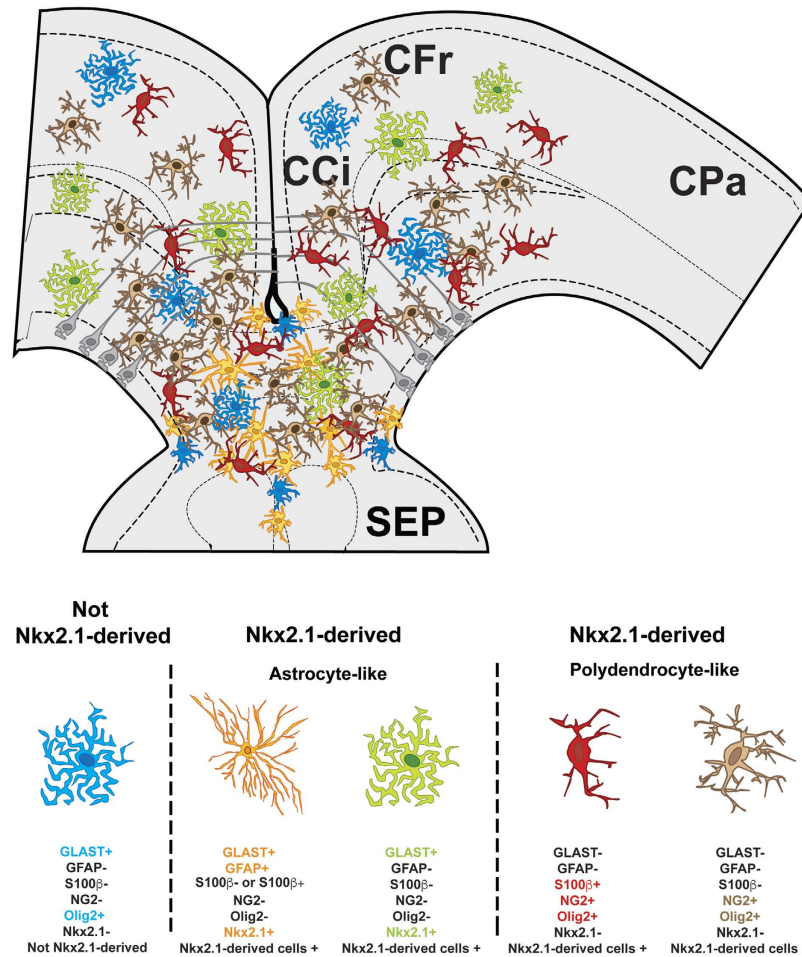 CFr
CCi
CPa
SEP
Not
Nkx2.1-derived
Nkx2.1-derived
Nkx2.1-derived
Astrocyte-like
Polydendrocyte-like
GLAST+
GFAP-
S100β-
NG2-
Olig2+
Nkx2.1-
Not Nkx2.1-derived
GLAST+
GFAP+
S100β- or S100β+
NG2-
Olig2-
Nkx2.1+
Nkx2.1-derived cells +
GLAST+
GFAP-
S100β-
NG2-
Olig2-
Nkx2.1+
Nkx2.1-derived cells +
GLAST-
GFAP-
S100β+
NG2+
Olig2+
Nkx2.1-
Nkx2.1-derived cells +
GLAST-
GFAP-
S100β-
NG2+
Olig2+
Nkx2.1-
Nkx2.1-derived cells